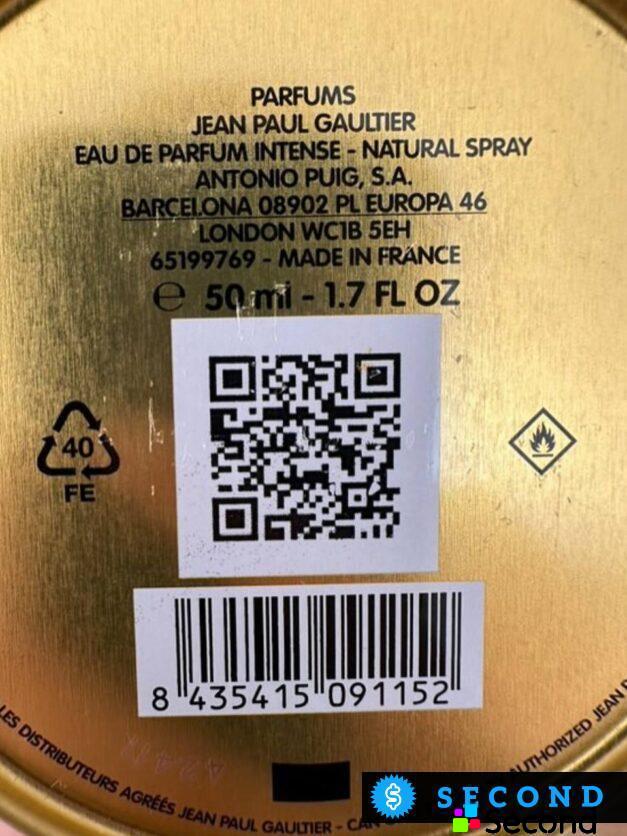 PARFUMS
JEAN PAUL GAULTIER
EAU DE PARFUM INTENSE - NATURAL SPRAY
ANTONIO PUIG, S.A.
BARCELONA 08902 PL EUROPA 46
LONDON WC1B 5EH
65199769 - MADE IN FRANCE
℮ 50 ml - 1.7 FL OZ
40
FE
8 435415 091152
LES DISTRIBUTEURS AGRÉÉS JEAN PAUL GAULTIER -
AUTHORIZED JEAN
SECOND
Second